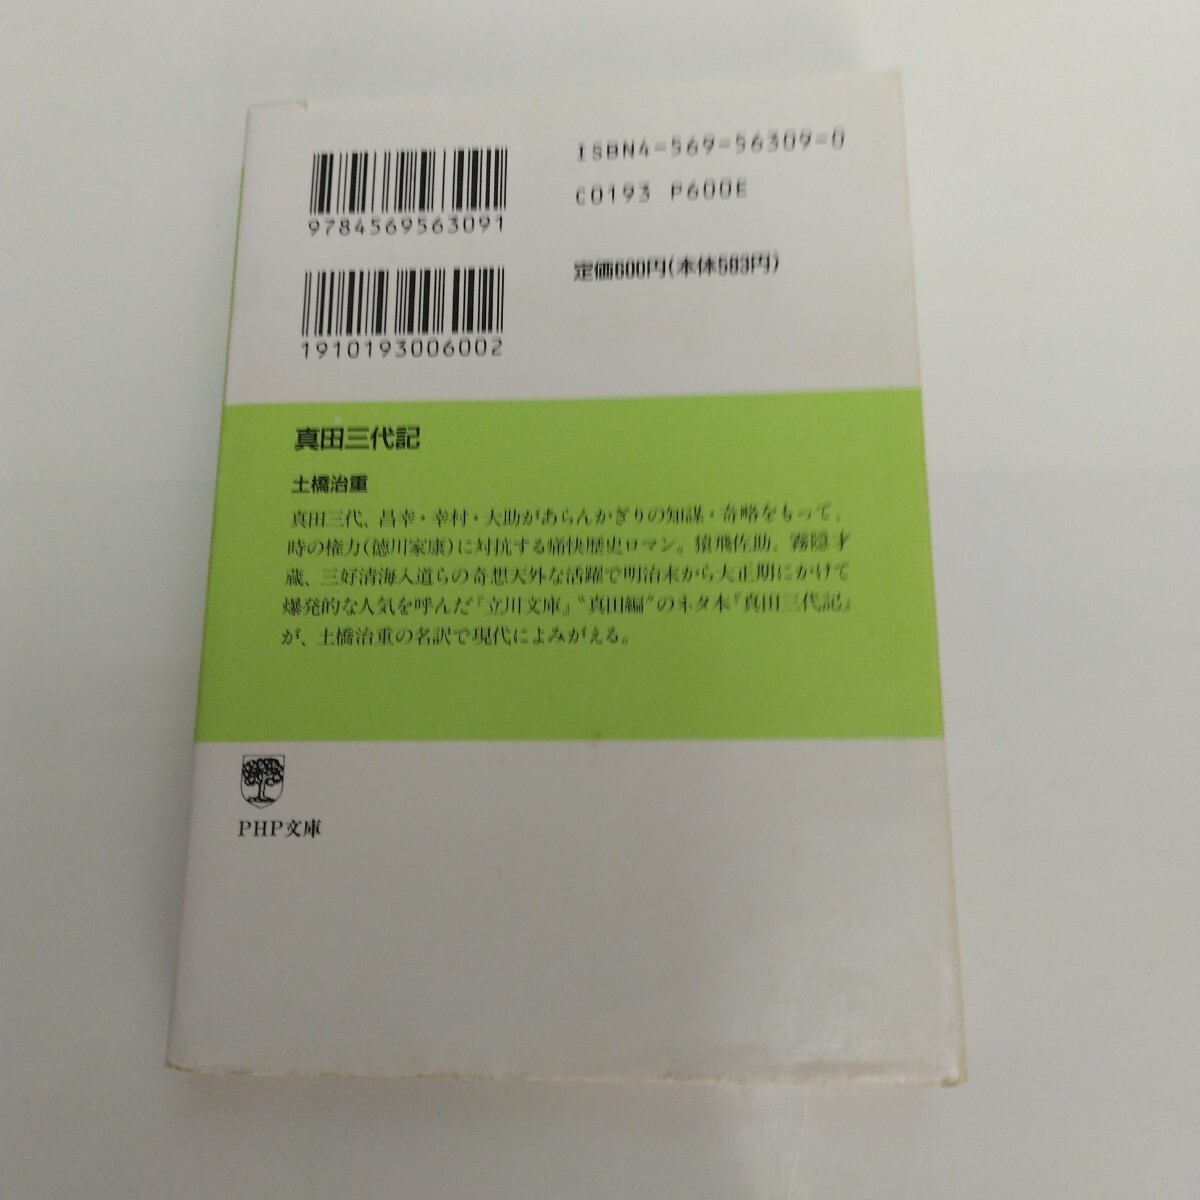 ISBN4-569-56309-0
C0193 P600E
定価600円(本体583円)
9784569563091
1910193006002
真田三代記
土橋治重
真田三代、昌幸・幸村・大助があらんかぎりの知謀・奇略をもって、
時の権力(徳川家康)に対抗する痛快歴史ロマン。猿飛佐助、霧隠才
蔵、三好清海入道らの奇想天外な活躍で明治末から大正期にかけて
爆発的な人気を呼んだ『立川文庫』〝真田編〟のネタ本『真田三代記』
が、土橋治重の名訳で現代によみがえる。
PHP文庫